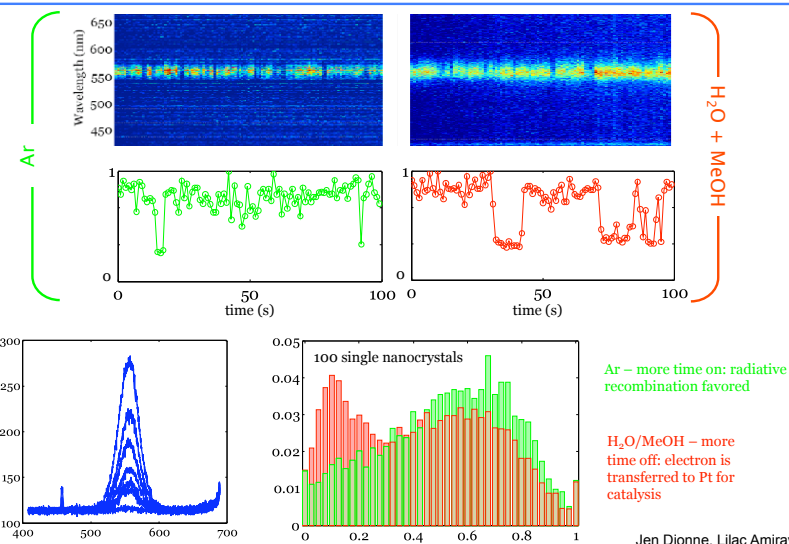 Ar
Wavelength (nm)
650
600
550
500
450
H₂O + MeOH
1
0
0
50
100
time (s)
1
0
0
50
100
time (s)
300
250
200
150
100
400
500
600
700
0.05
0.04
0.03
0.02
0.01
0
100 single nanocrystals
0
0.2
0.4
0.6
0.8
1
Ar – more time on: radiative
recombination favored
H₂O/MeOH – more
time off: electron is
transferred to Pt for
catalysis
Jen Dionne, Lilac Amirav